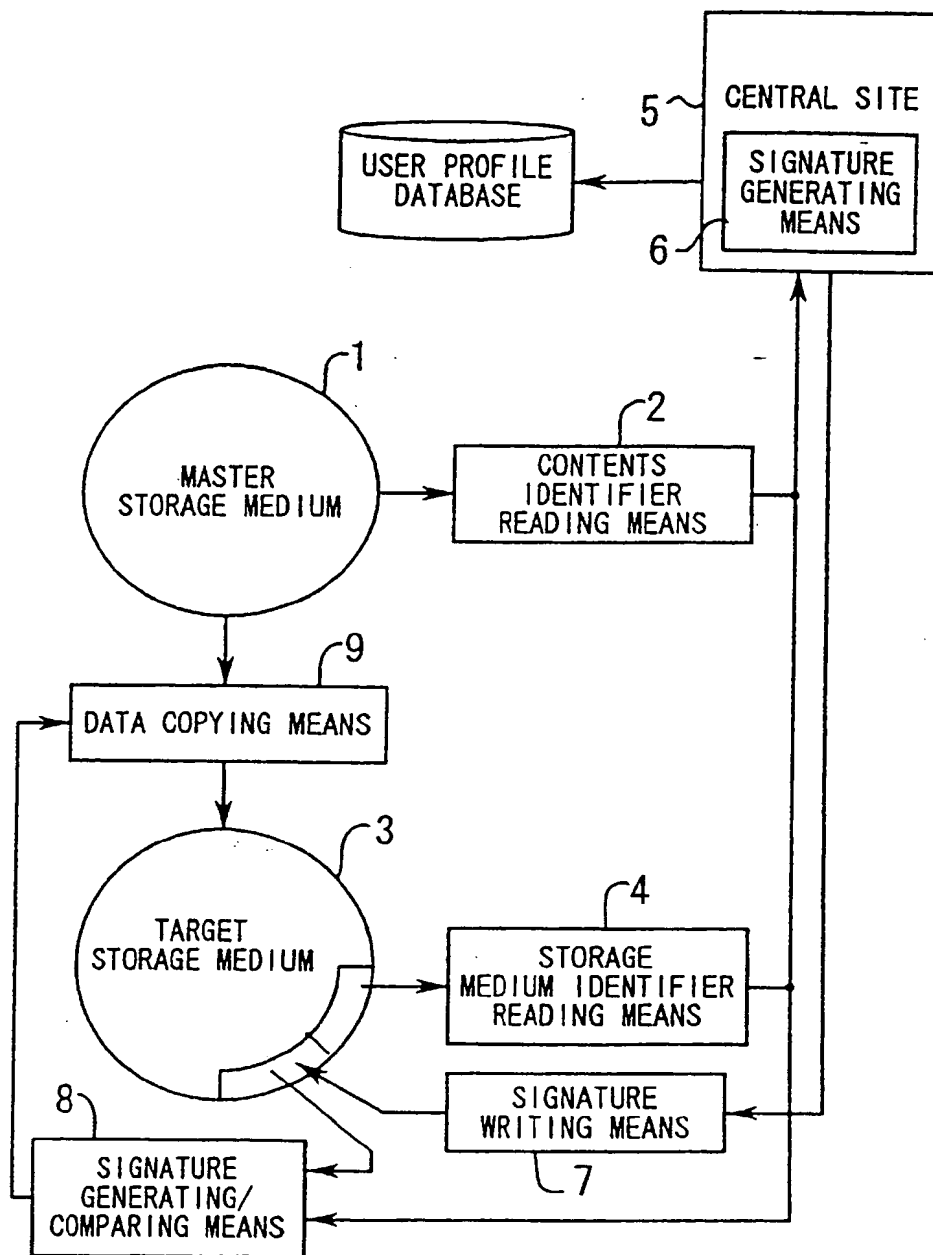 5
CENTRAL SITE
USER PROFILE
DATABASE
SIGNATURE
GENERATING
MEANS
6
1
MASTER
STORAGE MEDIUM
2
CONTENTS
IDENTIFIER
READING MEANS
9
DATA COPYING MEANS
3
TARGET
STORAGE MEDIUM
4
STORAGE
MEDIUM IDENTIFIER
READING MEANS
SIGNATURE
WRITING MEANS
7
8
SIGNATURE
GENERATING/
COMPARING MEANS